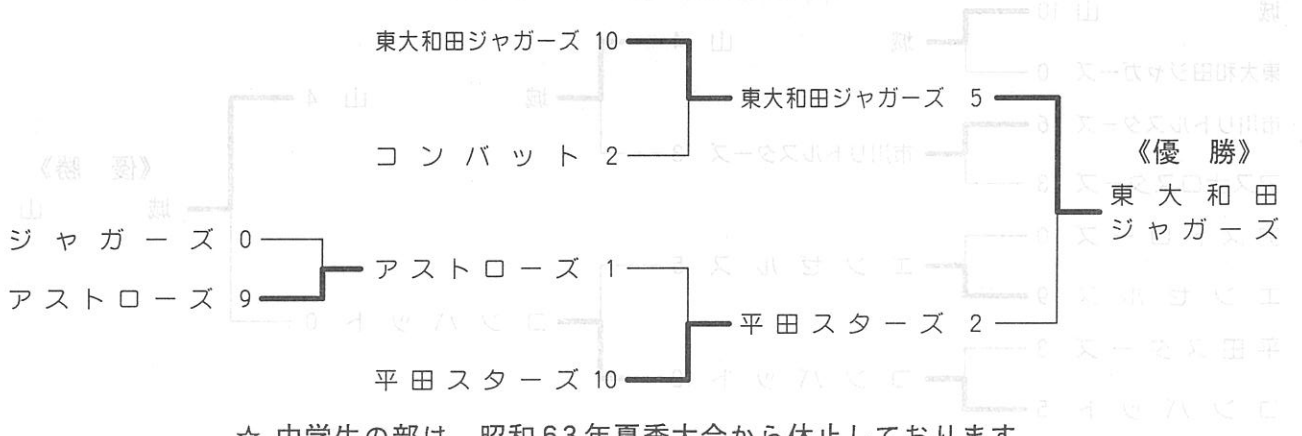 東大和田ジャガーズ 10
東大和田ジャガーズ 5
コンバット 2
《優 勝》
東大和田
ジャガーズ
ジャガーズ 0
アストローズ 1
アストローズ 9
平田スターズ 2
平田スターズ 10
☆ 中学生の部は、昭和63年夏季大会から休止しております